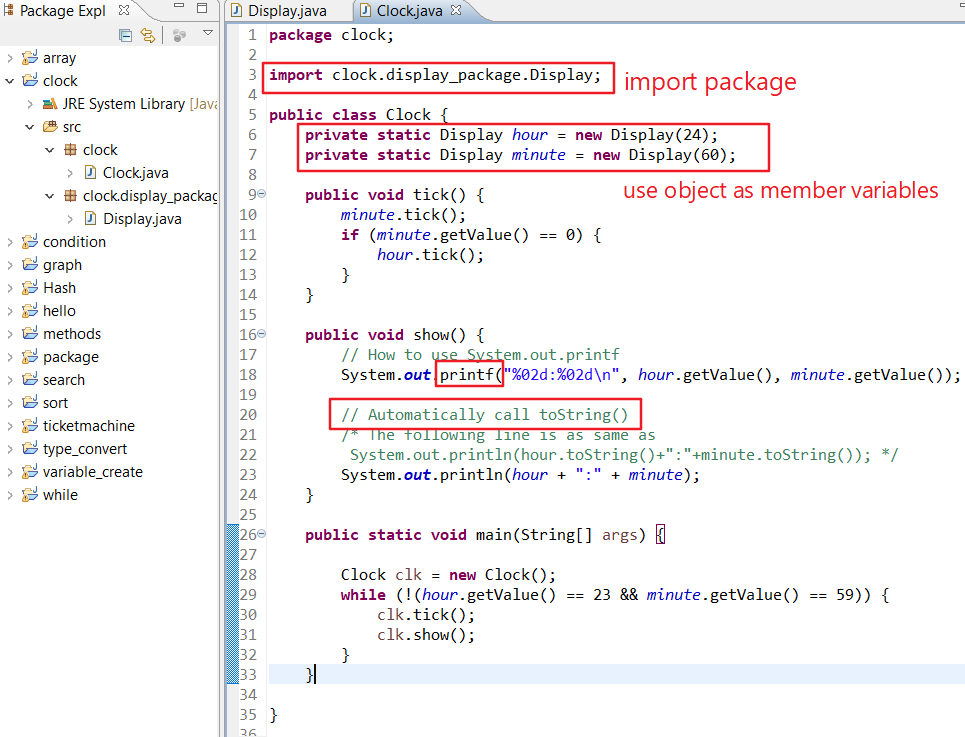 Package Expl
array
clock
JRE System Library [Java
src
clock
Clock.java
clock.display_packag
Display.java
condition
graph
Hash
hello
methods
package
search
sort
ticketmachine
type_convert
variable_create
while
Display.java
Clock.java
1 package clock;
2
3 import clock.display_package.Display;
import package
4
5 public class Clock {
6 private static Display hour = new Display(24);
7 private static Display minute = new Display(60);
8
use object as member variables
9 public void tick() {
10 minute.tick();
11 if (minute.getValue() == 0) {
12 hour.tick();
13 }
14 }
15
16 public void show() {
17 // How to use System.out.printf
18 System.out.printf("%02d:%02d\n", hour.getValue(), minute.getValue());
19
20 // Automatically call toString()
21 /* The following line is as same as
22 System.out.println(hour.toString()+":"+minute.toString()); */
23 System.out.println(hour + ":" + minute);
24 }
25
26 public static void main(String[] args) {
27
28 Clock clk = new Clock();
29 while (!(hour.getValue() == 23 && minute.getValue() == 59)) {
30 clk.tick();
31 clk.show();
32 }
33 }
34
35 }
36